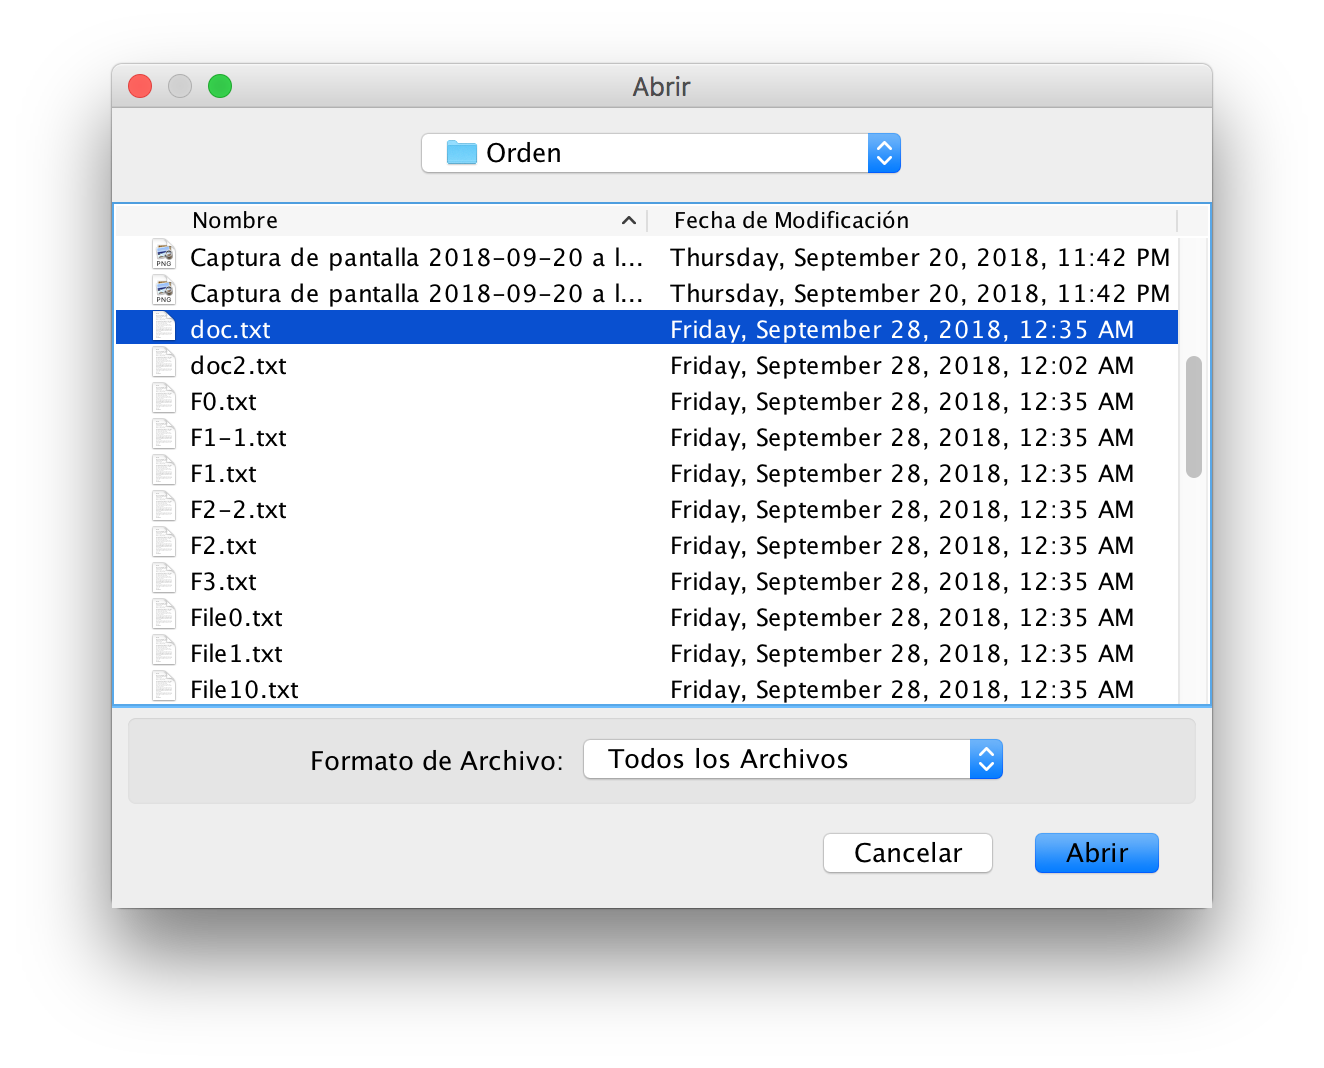 Abrir
Orden
Nombre Fecha de Modificación
PNG Captura de pantalla 2018-09-20 a l... Thursday, September 20, 2018, 11:42 PM
PNG Captura de pantalla 2018-09-20 a l... Thursday, September 20, 2018, 11:42 PM
doc.txt Friday, September 28, 2018, 12:35 AM
doc2.txt Friday, September 28, 2018, 12:02 AM
F0.txt Friday, September 28, 2018, 12:35 AM
F1-1.txt Friday, September 28, 2018, 12:35 AM
F1.txt Friday, September 28, 2018, 12:35 AM
F2-2.txt Friday, September 28, 2018, 12:35 AM
F2.txt Friday, September 28, 2018, 12:35 AM
F3.txt Friday, September 28, 2018, 12:35 AM
File0.txt Friday, September 28, 2018, 12:35 AM
File1.txt Friday, September 28, 2018, 12:35 AM
File10.txt Friday, September 28, 2018, 12:35 AM
Formato de Archivo: Todos los Archivos
Cancelar Abrir